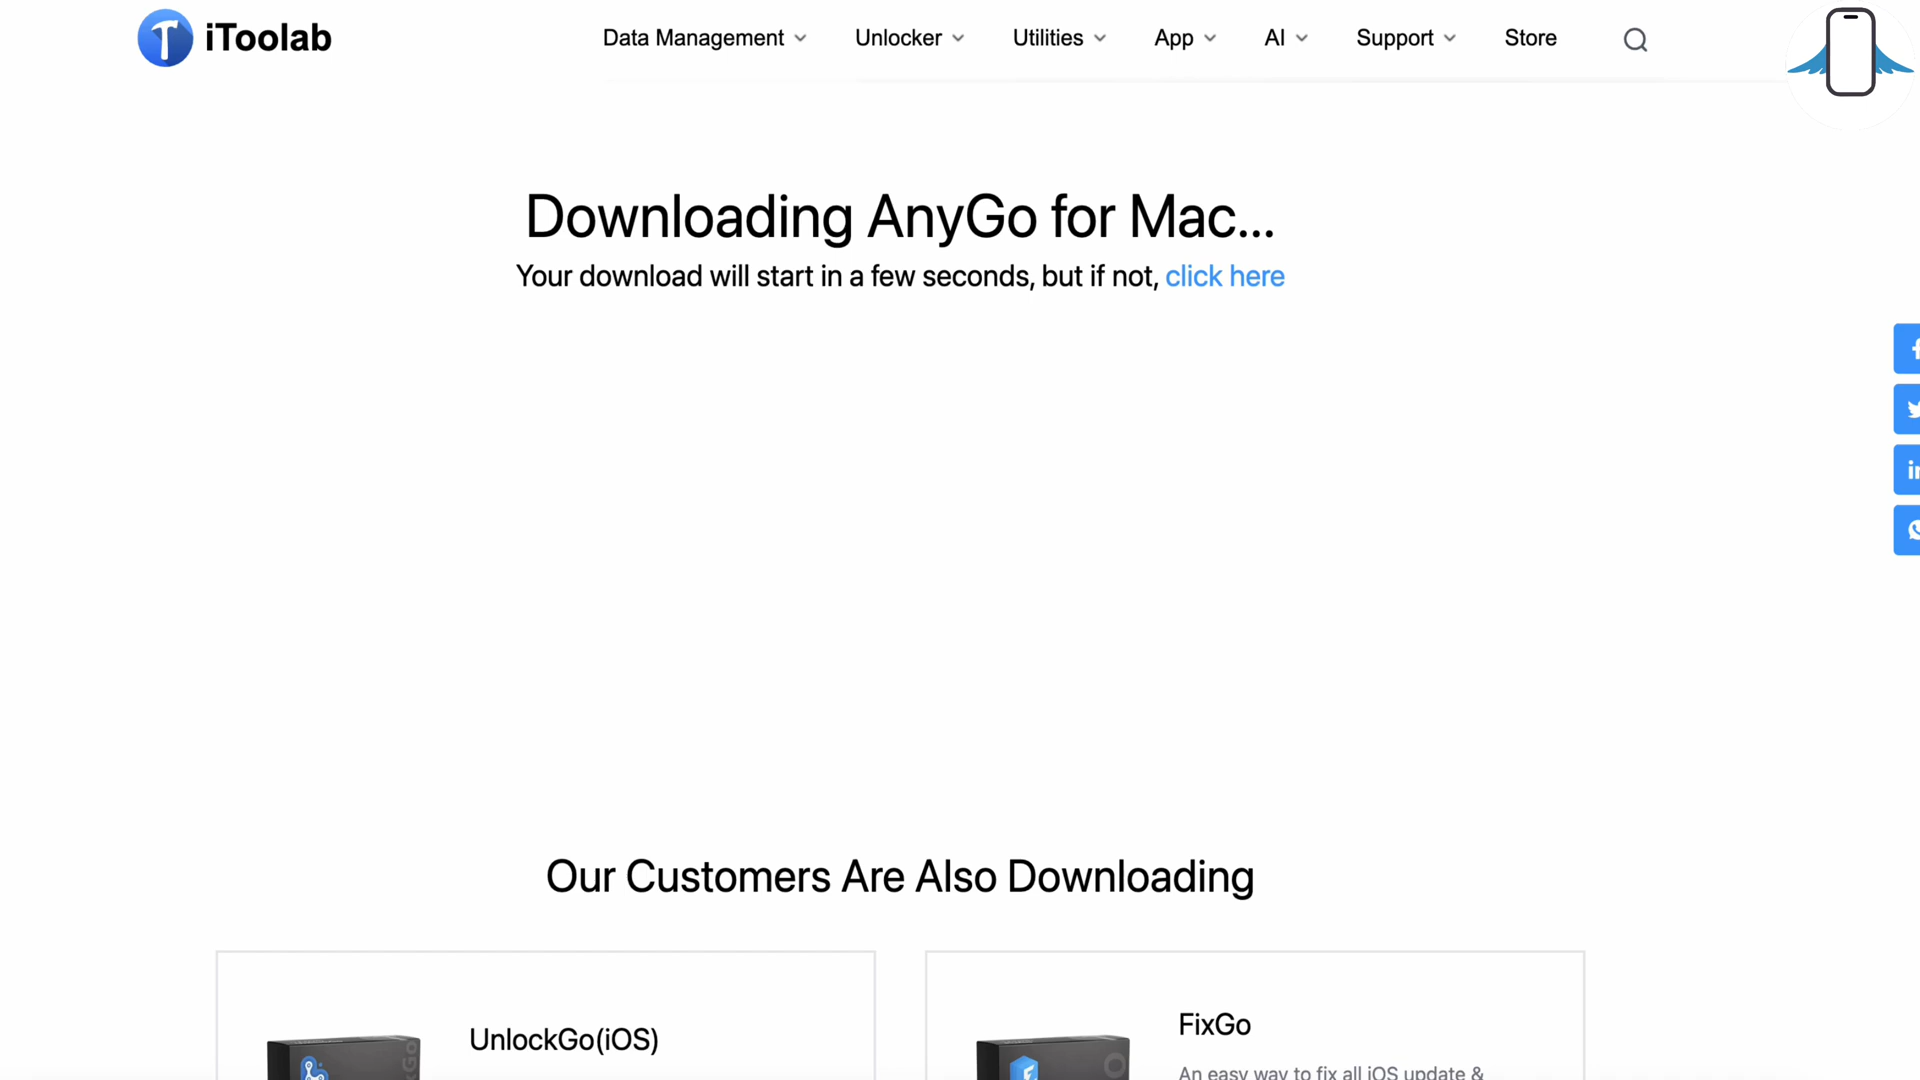 iToolab
Data Management
Unlocker
Utilities
App
AI
Support
Store
Downloading AnyGo for Mac...
Your download will start in a few seconds, but if not, click here
Our Customers Are Also Downloading
UnlockGo(iOS)
FixGo
An easy way to fix all iOS update &